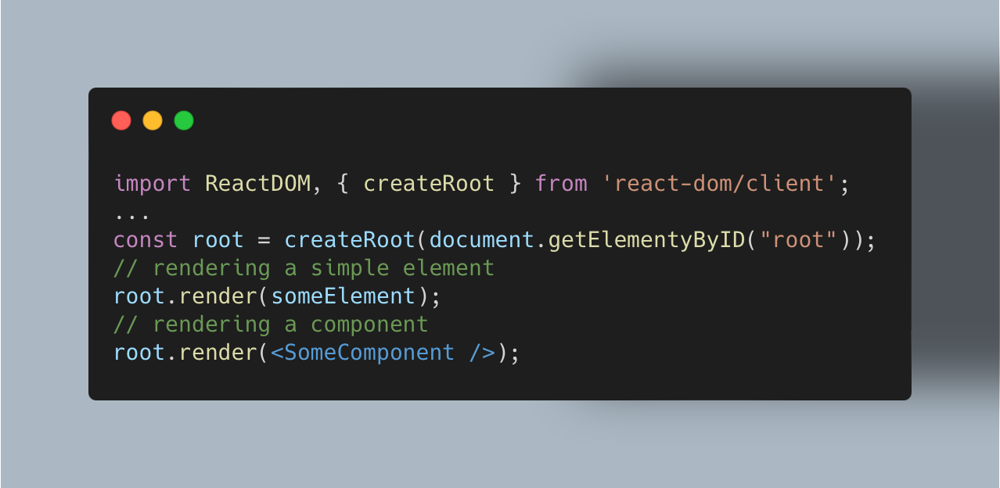 import ReactDOM, { createRoot } from 'react-dom/client';
...
const root = createRoot(document.getElementyByID("root"));
// rendering a simple element
root.render(someElement);
// rendering a component
root.render(<SomeComponent />);